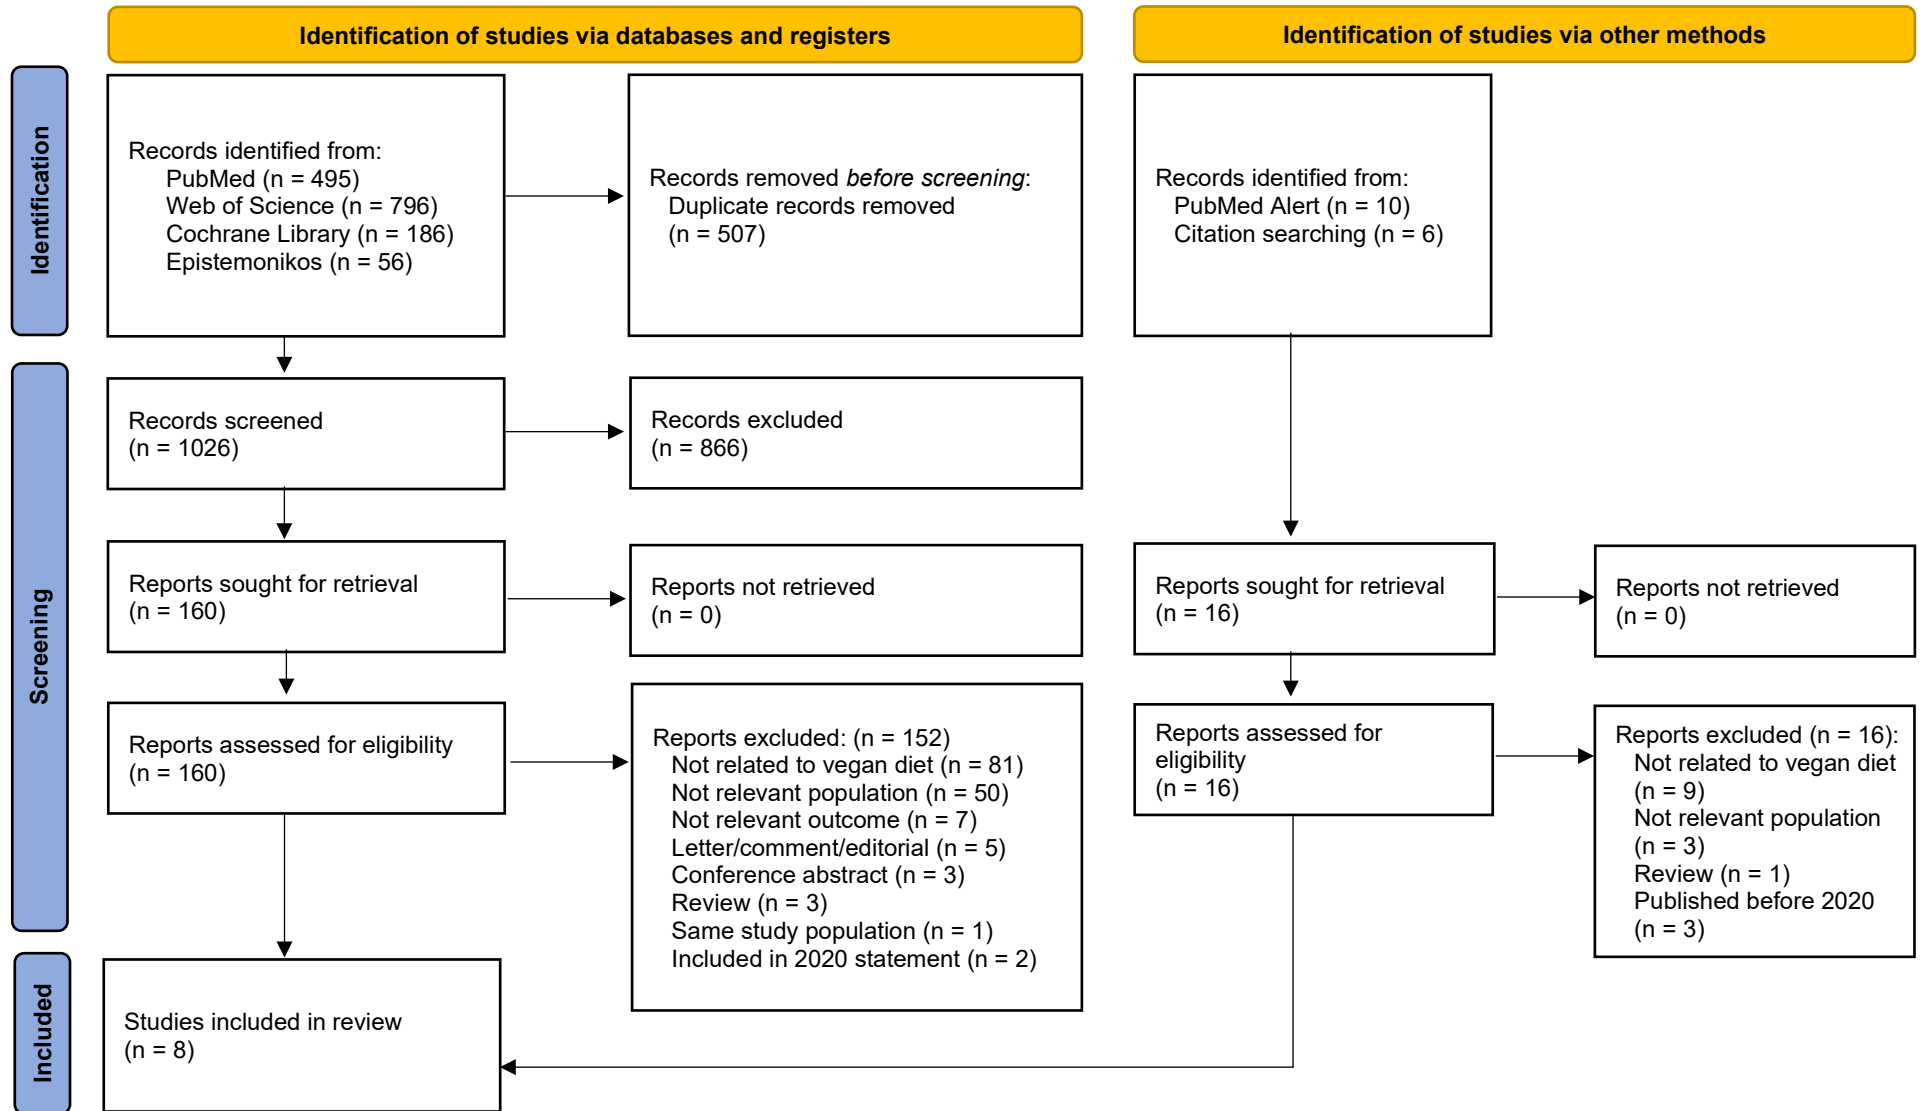 Identification of studies via databases and registers
Identification of studies via other methods
Identification
Records identified from:
PubMed (n = 495)
Web of Science (n = 796)
Cochrane Library (n = 186)
Epistemonikos (n = 56)
Records removed before screening:
Duplicate records removed
(n = 507)
Records identified from:
PubMed Alert (n = 10)
Citation searching (n = 6)
Screening
Records screened
(n = 1026)
Records excluded
(n = 866)
Reports sought for retrieval
(n = 160)
Reports not retrieved
(n = 0)
Reports sought for retrieval
(n = 16)
Reports not retrieved
(n = 0)
Reports assessed for eligibility
(n = 160)
Reports excluded: (n = 152)
Not related to vegan diet (n = 81)
Not relevant population (n = 50)
Not relevant outcome (n = 7)
Letter/comment/editorial (n = 5)
Conference abstract (n = 3)
Review (n = 3)
Same study population (n = 1)
Included in 2020 statement (n = 2)
Reports assessed for
eligibility
(n = 16)
Reports excluded (n = 16):
Not related to vegan diet
(n = 9)
Not relevant population
(n = 3)
Review (n = 1)
Published before 2020
(n = 3)
Included
Studies included in review
(n = 8)